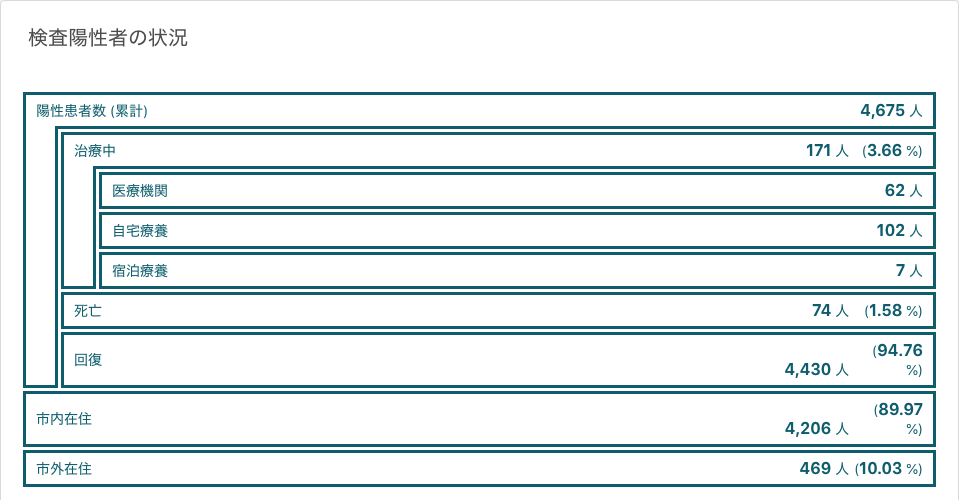 検査陽性者の状況
陽性患者数 (累計) 4,675 人
治療中 171 人 (3.66 %)
医療機関 62 人
自宅療養 102 人
宿泊療養 7 人
死亡 74 人 (1.58 %)
回復 4,430 人 (94.76 %)
市内在住 4,206 人 (89.97 %)
市外在住 469 人 (10.03 %)